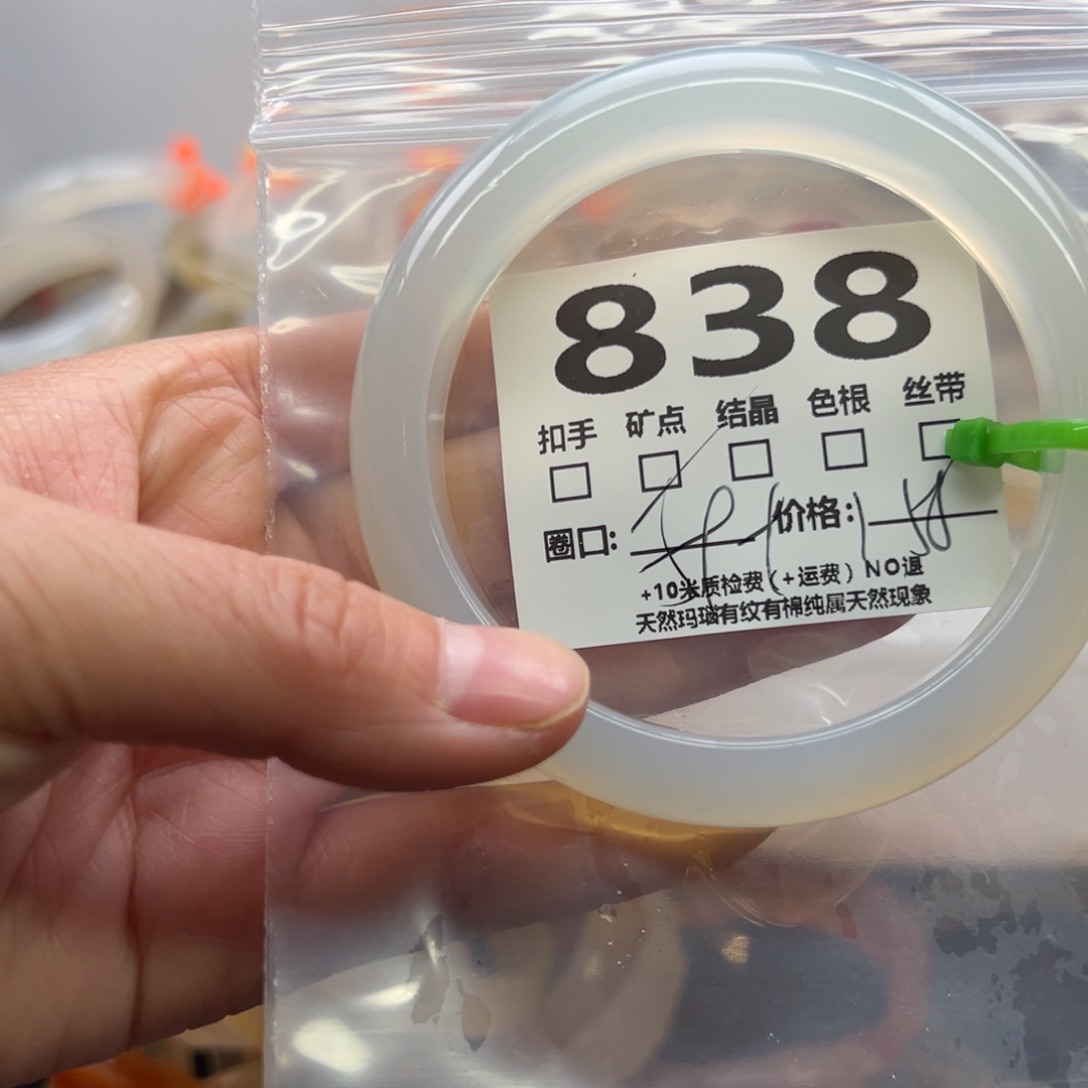 838
扣手 矿点 结晶 色根 丝带
圈口: 价格:
+10米质检费(+运费)NO退
天然玛瑙有纹有棉纯属天然现象